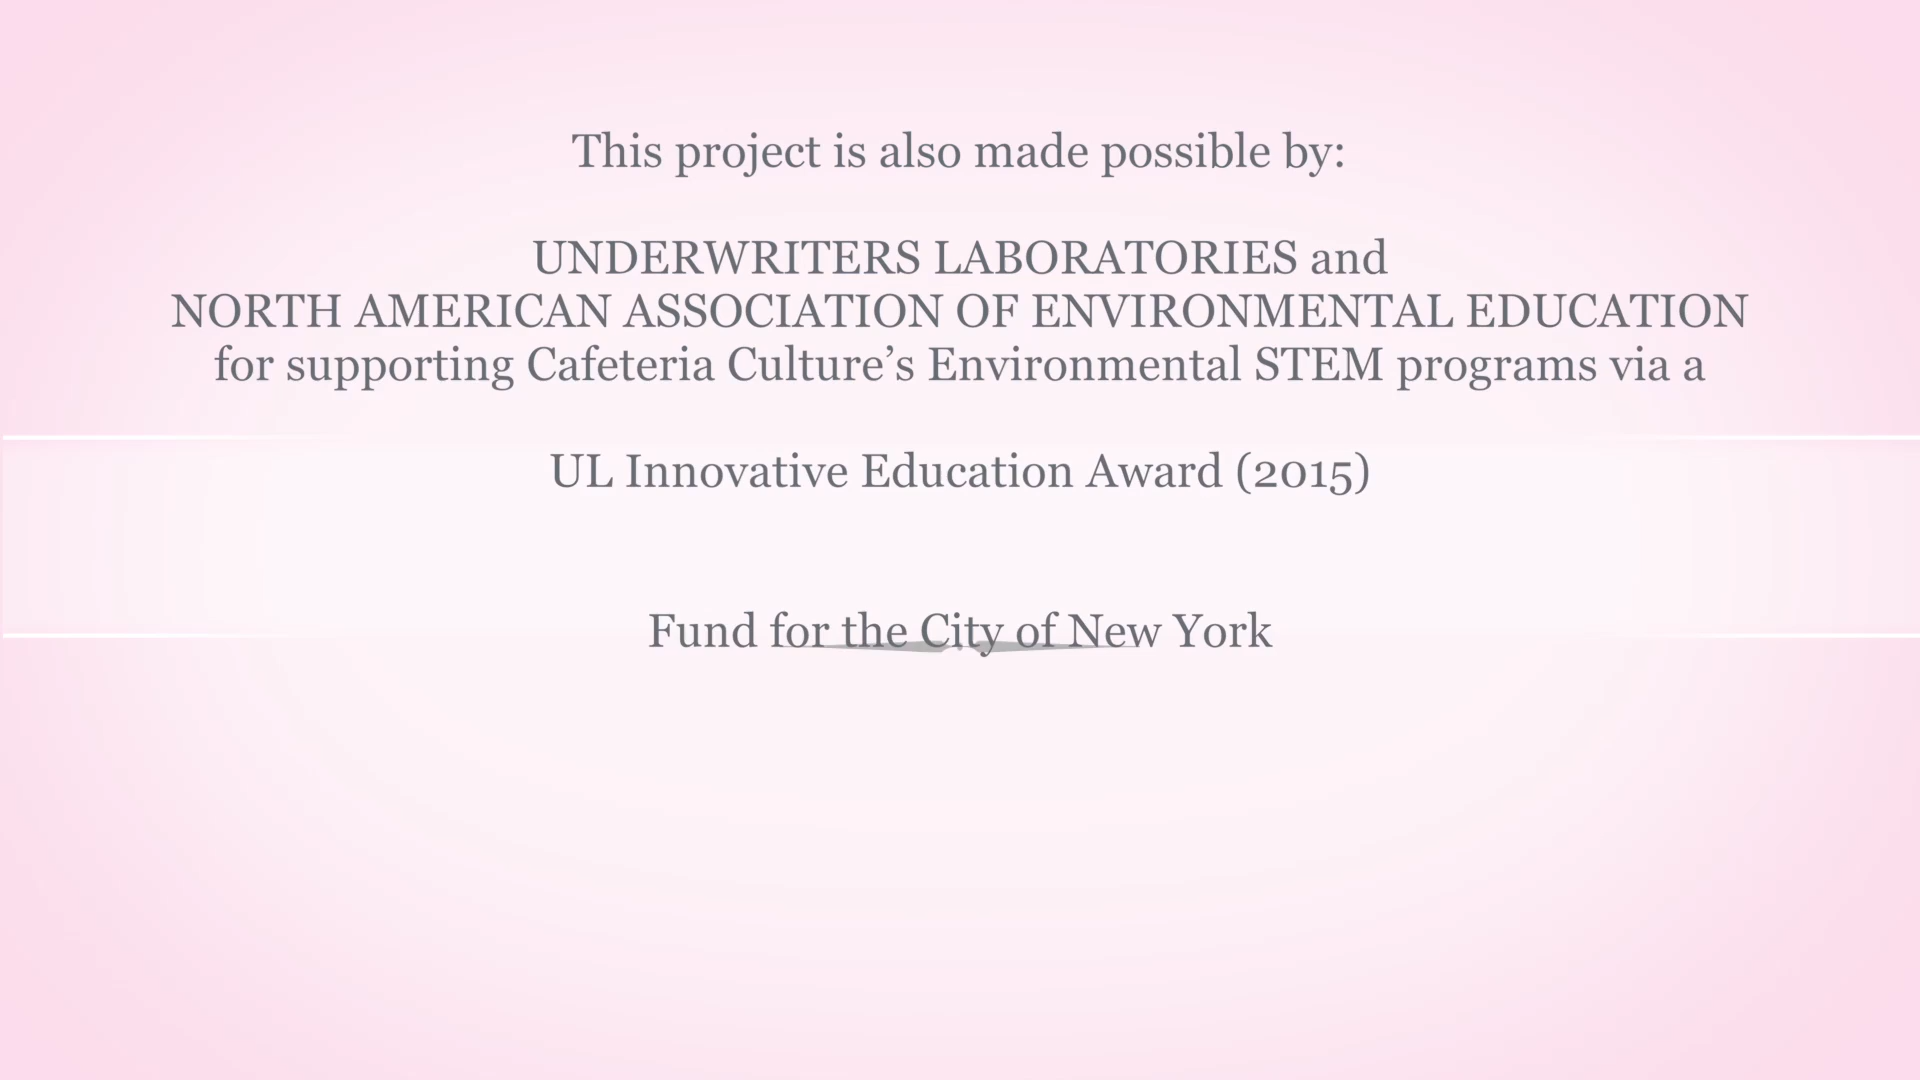 This project is also made possible by:
UNDERWRITERS LABORATORIES and
NORTH AMERICAN ASSOCIATION OF ENVIRONMENTAL EDUCATION
for supporting Cafeteria Culture’s Environmental STEM programs via a
UL Innovative Education Award (2015)
Fund for the City of New York